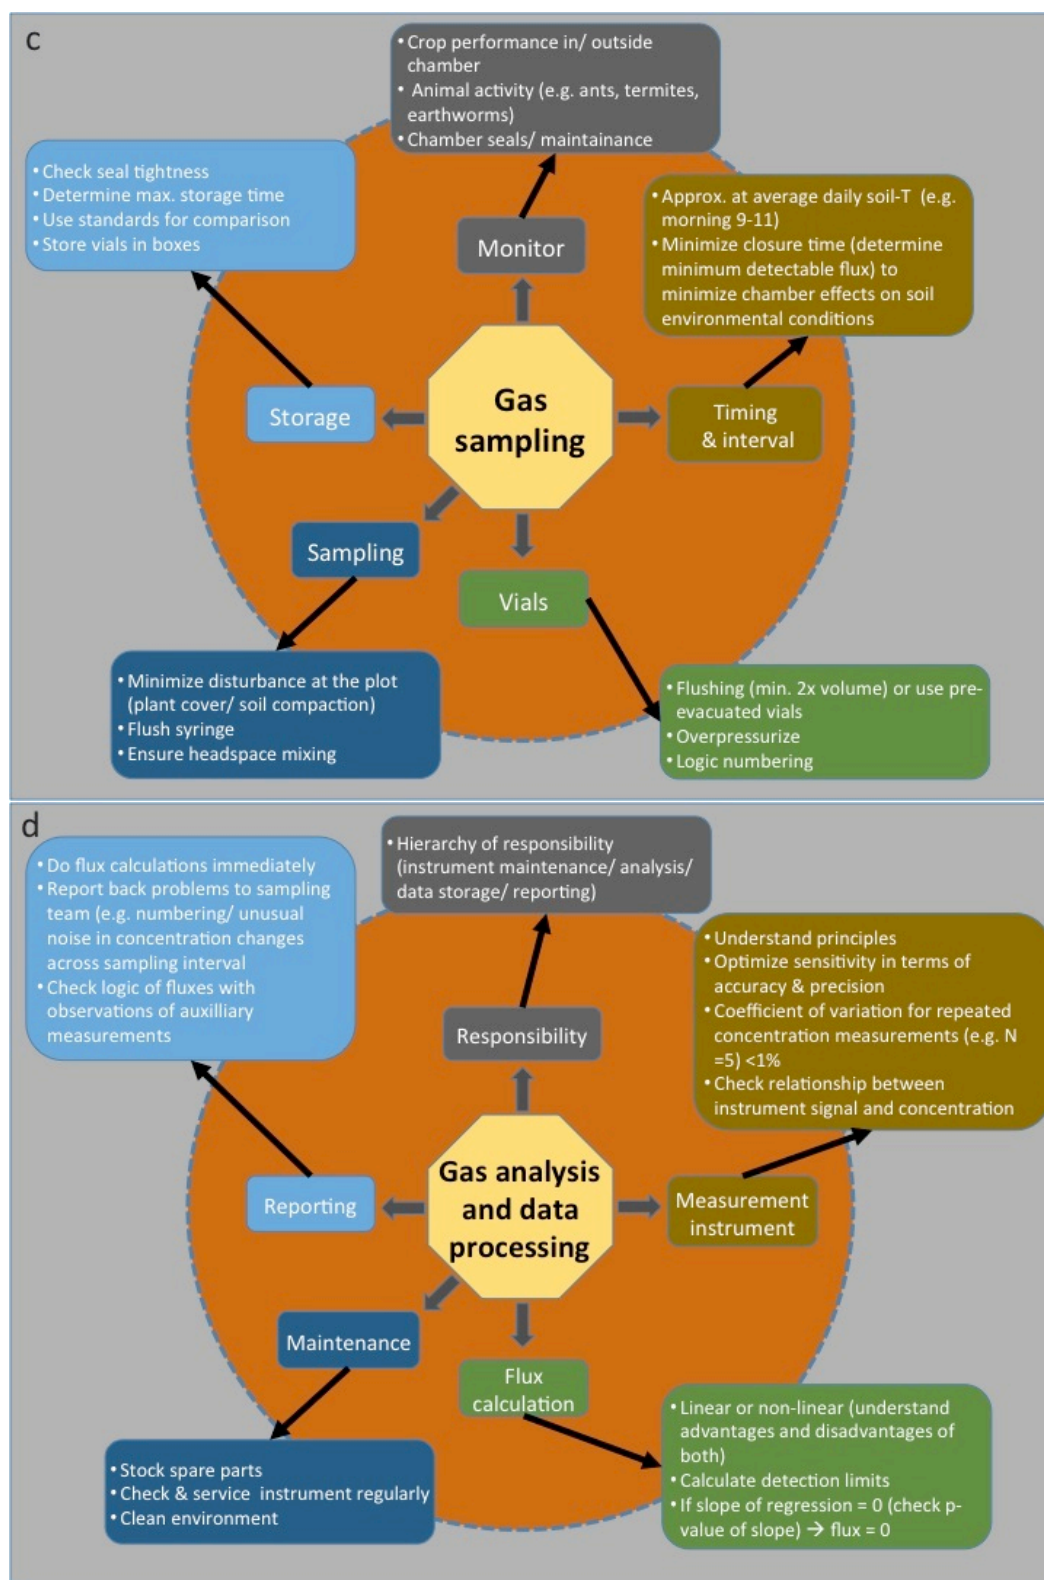 c
• Crop performance in/ outside
chamber
• Animal activity (e.g. ants, termites,
earthworms)
• Chamber seals/ maintainance
• Check seal tightness
• Determine max. storage time
• Use standards for comparison
• Store vials in boxes
• Approx. at average daily soil-T (e.g.
morning 9-11)
• Minimize closure time (determine
minimum detectable flux) to
minimize chamber effects on soil
environmental conditions
Monitor
Storage
Gas
sampling
Timing
& interval
Sampling
Vials
• Minimize disturbance at the plot
(plant cover/ soil compaction)
• Flush syringe
• Ensure headspace mixing
• Flushing (min. 2x volume) or use pre-
evacuated vials
• Overpressurize
• Logic numbering
d
• Do flux calculations immediately
• Report back problems to sampling
team (e.g. numbering/ unusual
noise in concentration changes
across sampling interval
• Check logic of fluxes with
observations of auxilliary
measurements
• Hierarchy of responsibility
(instrument maintenance/ analysis/
data storage/ reporting)
• Understand principles
• Optimize sensitivity in terms of
accuracy & precision
• Coefficient of variation for repeated
concentration measurements (e.g. N
=5) <1%
• Check relationship between
instrument signal and concentration
Responsibility
Reporting
Gas analysis
and data
processing
Measurement
instrument
Maintenance
Flux
calculation
• Stock spare parts
• Check & service instrument regularly
• Clean environment
• Linear or non-linear (understand
advantages and disadvantages of
both)
• Calculate detection limits
• If slope of regression = 0 (check p-
value of slope) → flux = 0